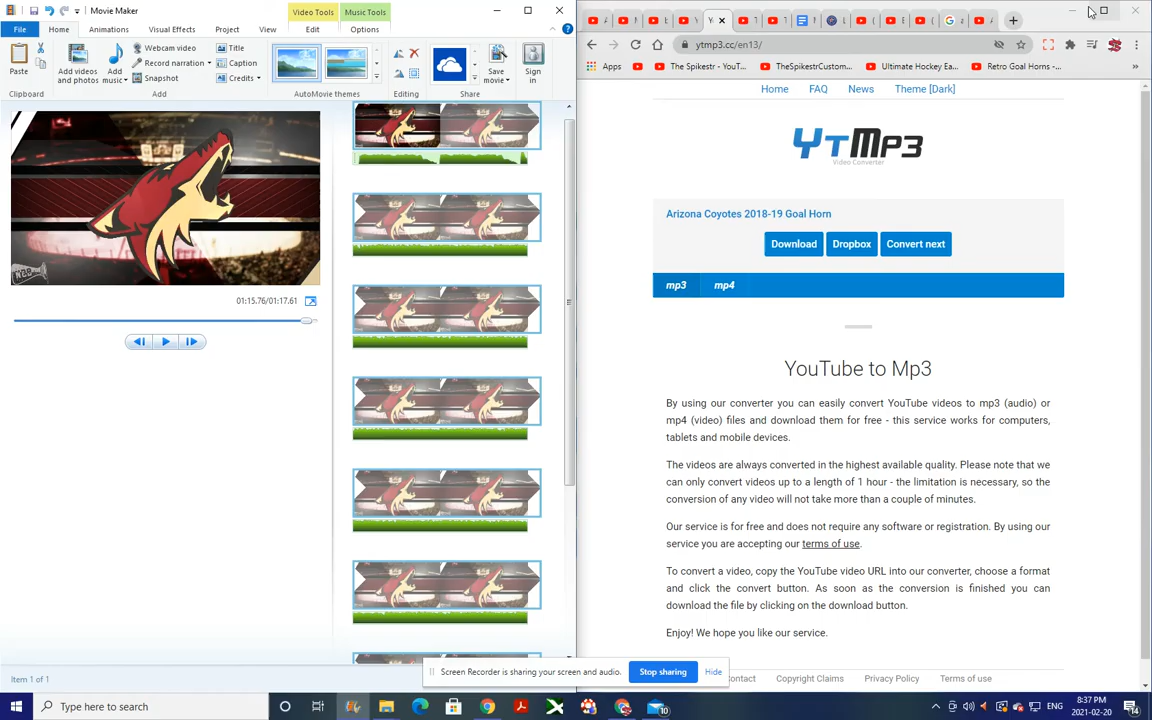 Movie Maker
Video Tools
Music Tools
File
Home
Animations
Visual Effects
Project
View
Edit
Options
Paste
Add videos
and photos
Add
music
Webcam video
Record narration
Snapshot
Title
Caption
Credits
Save
movie
Sign
in
Clipboard
Add
AutoMovie themes
Editing
Share
01:15.76/01:17.61
Item 1 of 1
ytmp3.cc/en13/
Apps
The Spikestr - YouT...
TheSpikestrCustom...
Ultimate Hockey Ea...
Retro Goal Horns -...
Home
FAQ
News
Theme [Dark]
YTMP3
Video Converter
Arizona Coyotes 2018-19 Goal Horn
Download
Dropbox
Convert next
mp3
mp4
YouTube to Mp3
By using our converter you can easily convert YouTube videos to mp3 (audio) or
mp4 (video) files and download them for free - this service works for computers,
tablets and mobile devices.
The videos are always converted in the highest available quality. Please note that we
can only convert videos up to a length of 1 hour - the limitation is necessary, so the
conversion of any video will not take more than a couple of minutes.
Our service is for free and does not require any software or registration. By using our
service you are accepting our terms of use.
To convert a video, copy the YouTube video URL into our converter, choose a format
and click the convert button. As soon as the conversion is finished you can
download the file by clicking on the download button.
Enjoy! We hope you like our service.
Copyright Claims
Privacy Policy
Terms of use
Screen Recorder is sharing your screen and audio.
Stop sharing
Hide
Type here to search
10
ENG
8:37 PM
2021-02-20
14